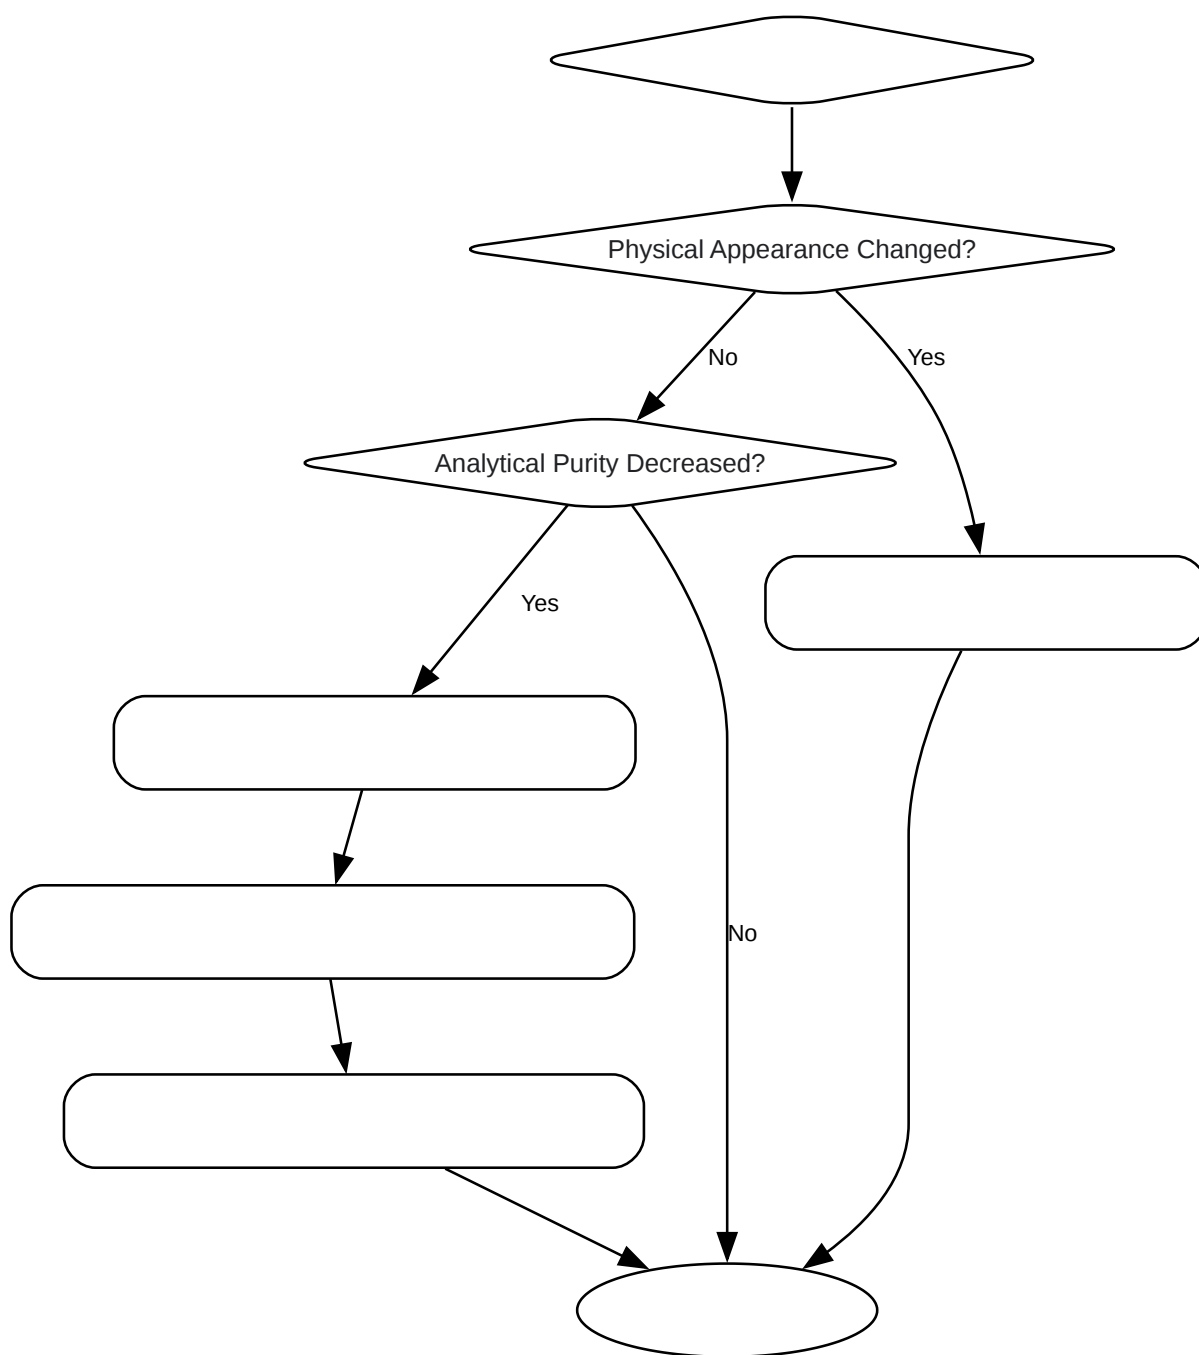 Physical Appearance Changed?
No
Yes
Analytical Purity Decreased?
Yes
No